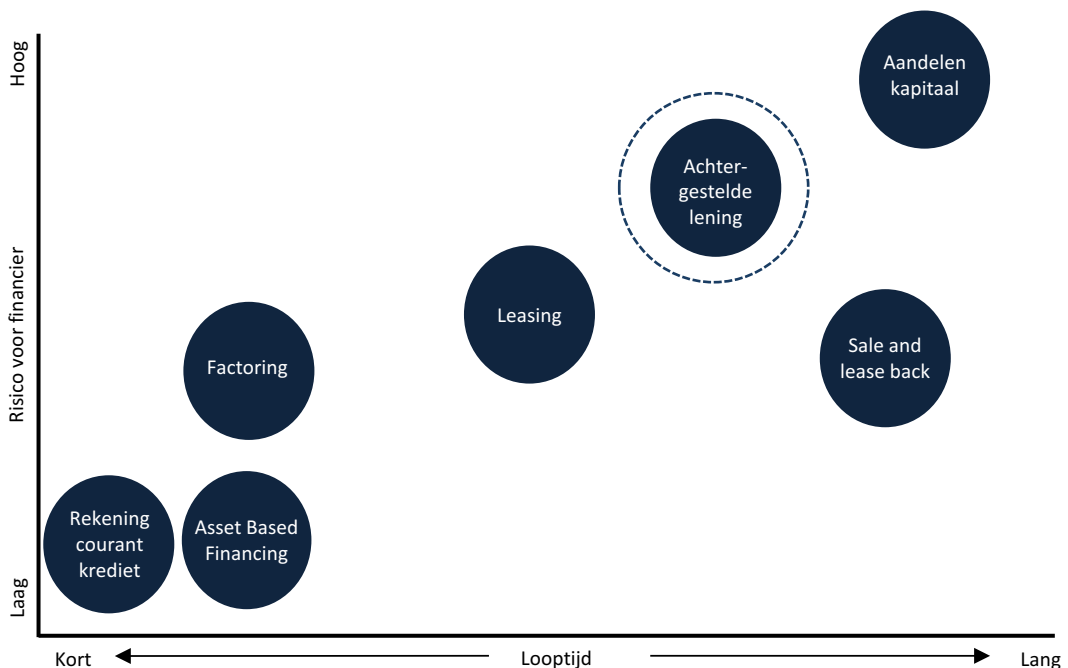 Hoog
Risico voor financier
Laag
Aandelen
kapitaal
Achter-
gestelde
lening
Leasing
Sale and
lease back
Factoring
Rekening
courant
krediet
Asset Based
Financing
Kort
Looptijd
Lang